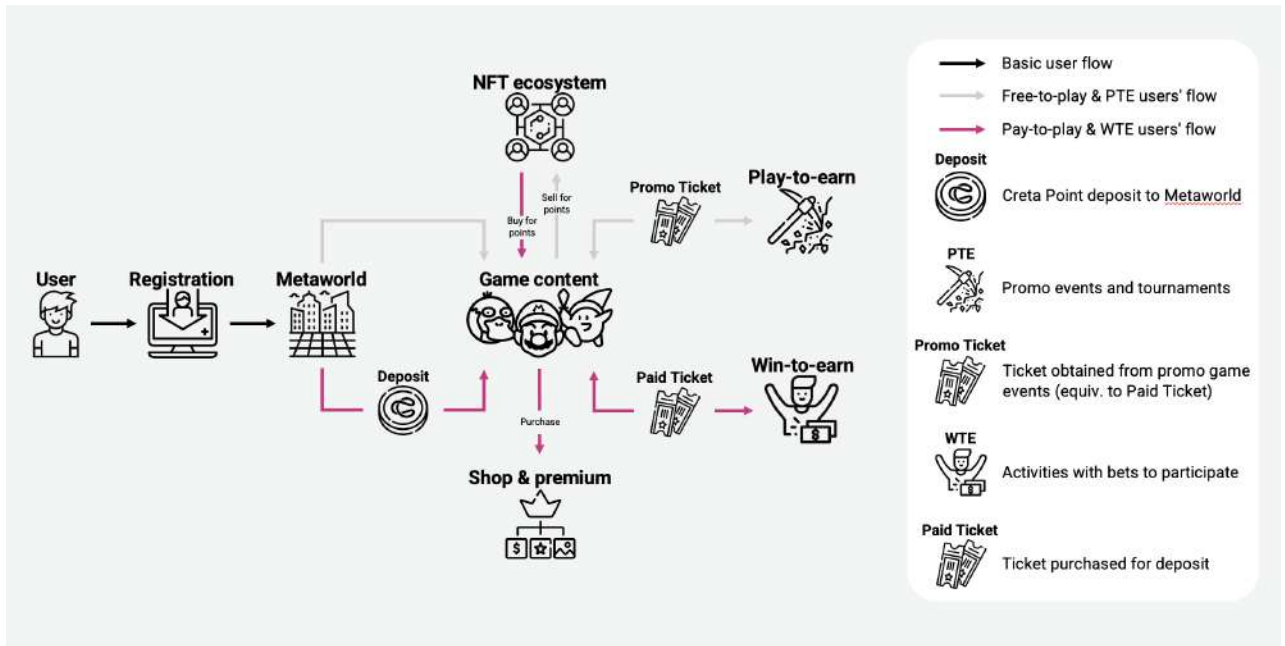 NFT ecosystem
Sell for
points
Buy for
points
Promo Ticket
Play-to-earn
User
Registration
Metaworld
Game content
Deposit
Paid Ticket
Win-to-earn
Purchase
Shop & premium
Basic user flow
Free-to-play & PTE users' flow
Pay-to-play & WTE users' flow
Deposit
Creta Point deposit to Metaworld
PTE
Promo events and tournaments
Promo Ticket
Ticket obtained from promo game
events (equiv. to Paid Ticket)
WTE
Activities with bets to participate
Paid Ticket
Ticket purchased for deposit